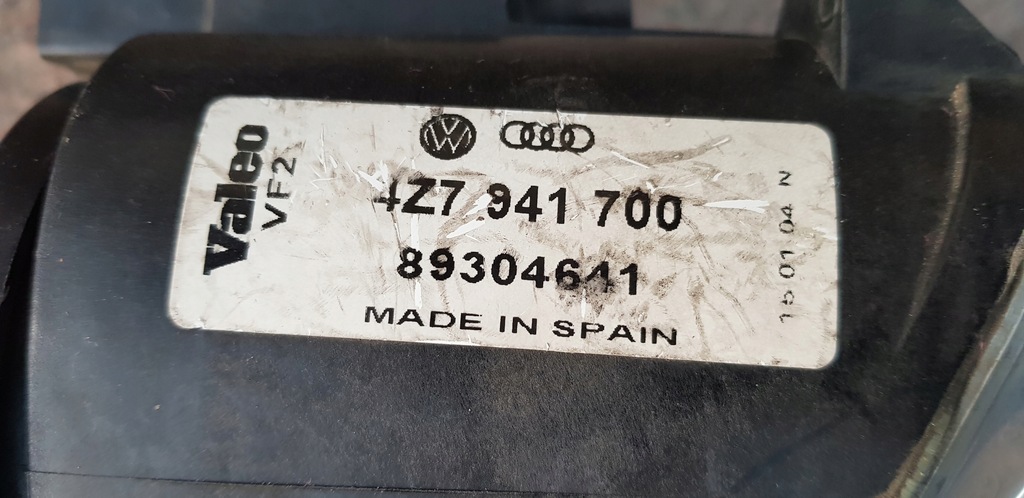 Valeo
VF2
4Z7 941 700
89304641
MADE IN SPAIN
15 01 04 N